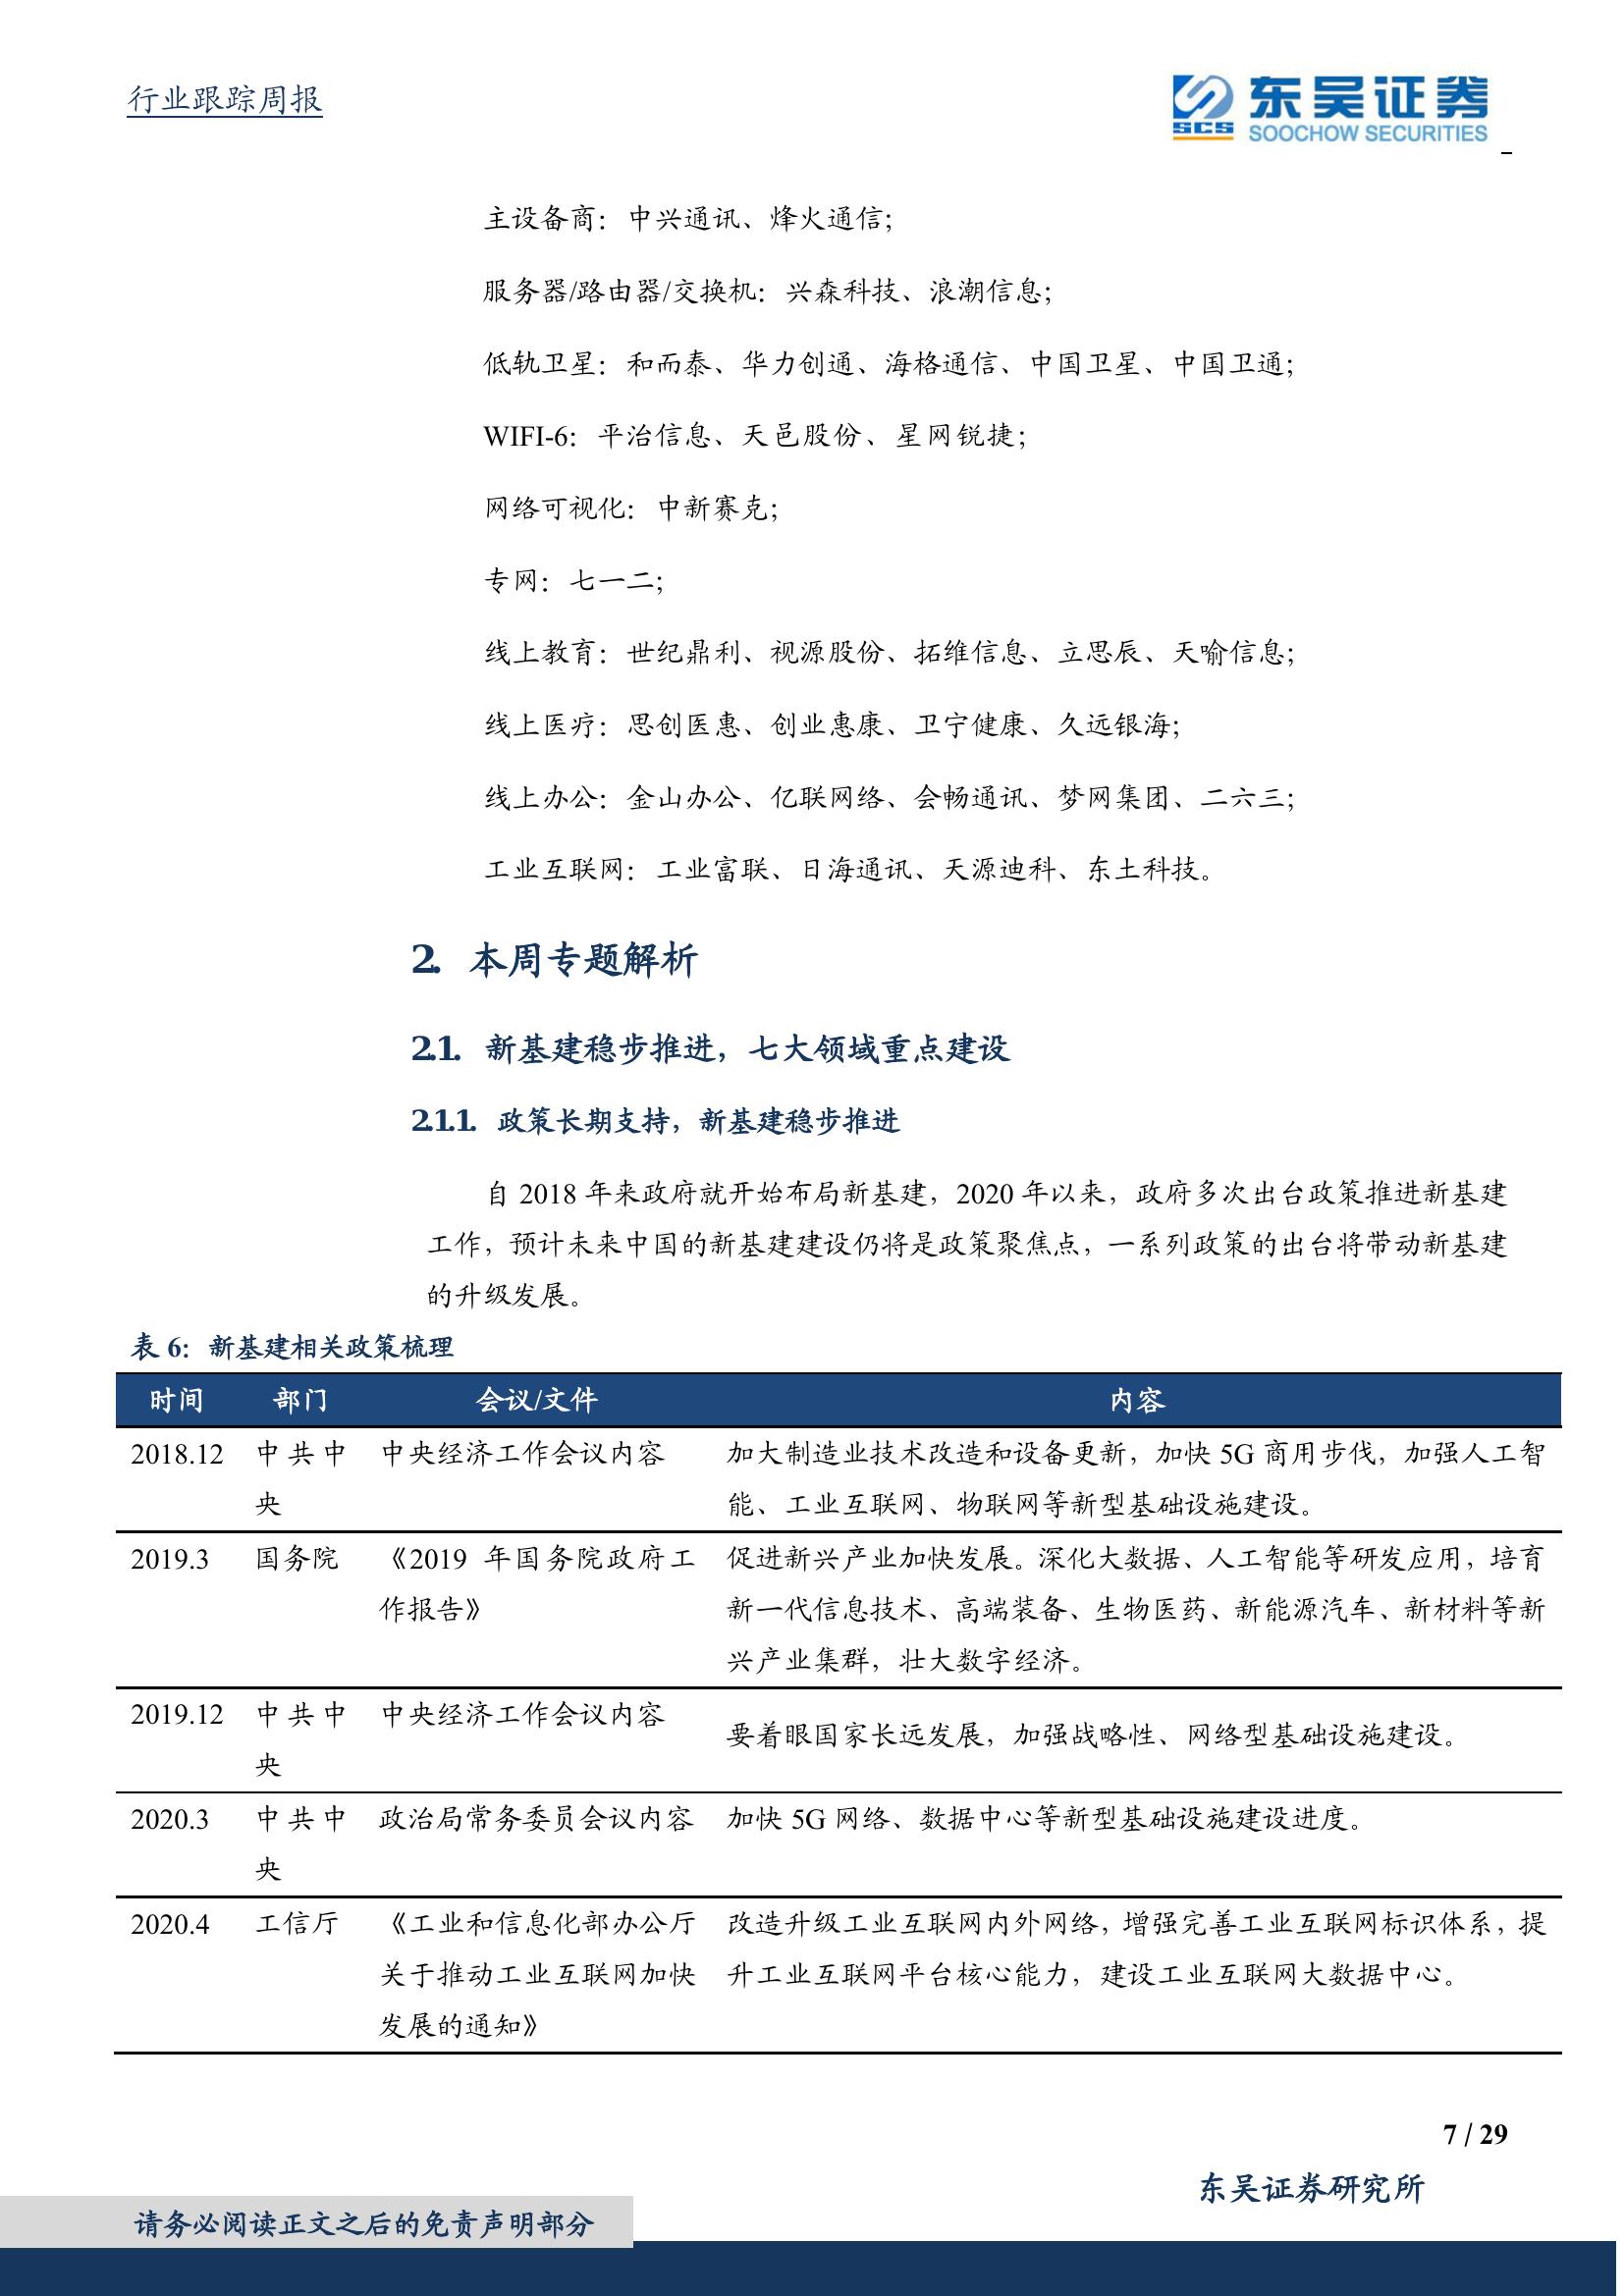 行业跟踪周报
SCS
东吴证券
SOOCHOW SECURITIES
主设备商：中兴通讯、烽火通信；
服务器/路由器/交换机：兴森科技、浪潮信息；
低轨卫星：和而泰、华力创通、海格通信、中国卫星、中国卫通；
WIFI-6：平治信息、天邑股份、星网锐捷；
网络可视化：中新赛克；
专网：七一二；
线上教育：世纪鼎利、视源股份、拓维信息、立思辰、天喻信息；
线上医疗：思创医惠、创业惠康、卫宁健康、久远银海；
线上办公：金山办公、亿联网络、会畅通讯、梦网集团、二六三；
工业互联网：工业富联、日海通讯、天源迪科、东土科技。
2. 本周专题解析
2.1. 新基建稳步推进，七大领域重点建设
2.1.1. 政策长期支持，新基建稳步推进
自 2018 年来政府就开始布局新基建，2020 年以来，政府多次出台政策推进新基建
工作，预计未来中国的新基建建设仍将是政策聚焦点，一系列政策的出台将带动新基建
的升级发展。
表 6：新基建相关政策梳理
时间 部门 会议/文件 内容
2018.12 中共中 中央经济工作会议内容 加大制造业技术改造和设备更新，加快 5G 商用步伐，加强人工智
央 能、工业互联网、物联网等新型基础设施建设。
2019.3 国务院 《2019 年国务院政府工 促进新兴产业加快发展。深化大数据、人工智能等研发应用，培育
作报告》 新一代信息技术、高端装备、生物医药、新能源汽车、新材料等新
兴产业集群，壮大数字经济。
2019.12 中共中 中央经济工作会议内容
要着眼国家长远发展，加强战略性、网络型基础设施建设。
央
2020.3 中共中 政治局常务委员会议内容 加快 5G 网络、数据中心等新型基础设施建设进度。
央
2020.4 工信厅 《工业和信息化部办公厅 改造升级工业互联网内外网络，增强完善工业互联网标识体系，提
关于推动工业互联网加快 升工业互联网平台核心能力，建设工业互联网大数据中心。
发展的通知》
7 / 29
东吴证券研究所
请务必阅读正文之后的免责声明部分